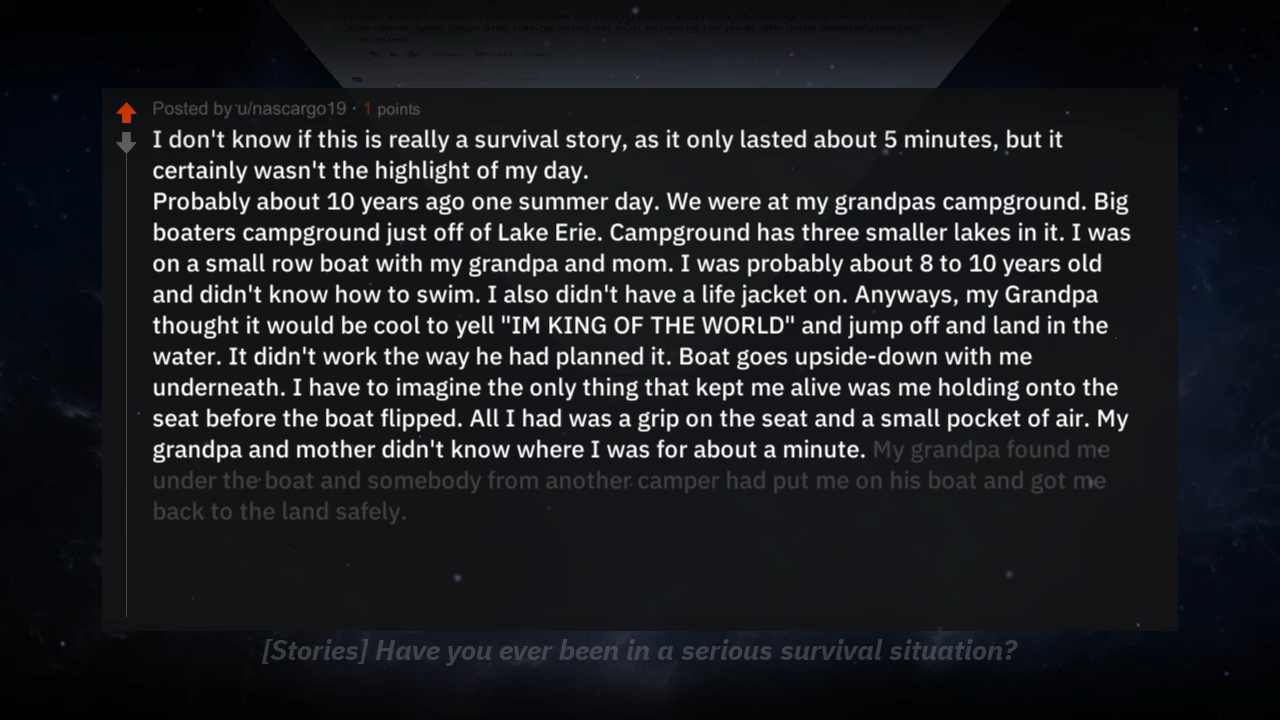 Posted by u/nascargo19 · 1 points
I don't know if this is really a survival story, as it only lasted about 5 minutes, but it
certainly wasn't the highlight of my day.
Probably about 10 years ago one summer day. We were at my grandpas campground. Big
boaters campground just off of Lake Erie. Campground has three smaller lakes in it. I was
on a small row boat with my grandpa and mom. I was probably about 8 to 10 years old
and didn't know how to swim. I also didn't have a life jacket on. Anyways, my Grandpa
thought it would be cool to yell "IM KING OF THE WORLD" and jump off and land in the
water. It didn't work the way he had planned it. Boat goes upside-down with me
underneath. I have to imagine the only thing that kept me alive was me holding onto the
seat before the boat flipped. All I had was a grip on the seat and a small pocket of air. My
grandpa and mother didn't know where I was for about a minute. My grandpa found me
under the boat and somebody from another camper had put me on his boat and got me
back to the land safely.
[Stories] Have you ever been in a serious survival situation?